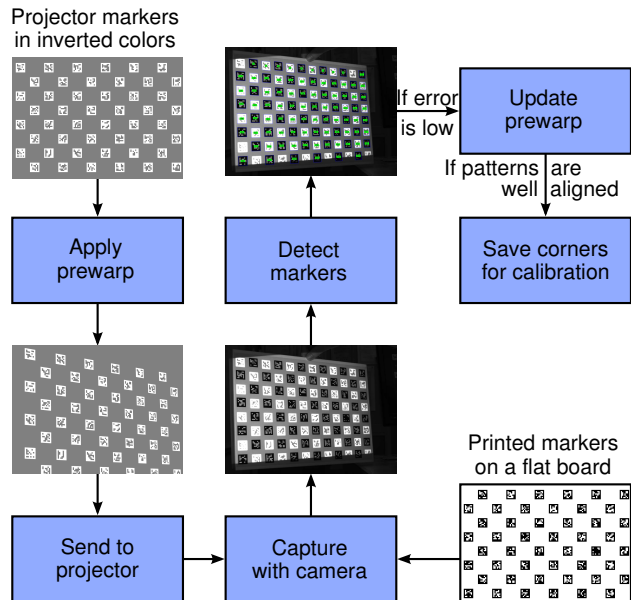 Projector markers
in inverted colors
Apply
prewarp
Send to
projector
Capture
with camera
Printed markers
on a flat board
Detect
markers
If error
is low
Update
prewarp
If patterns are
well aligned
Save corners
for calibration